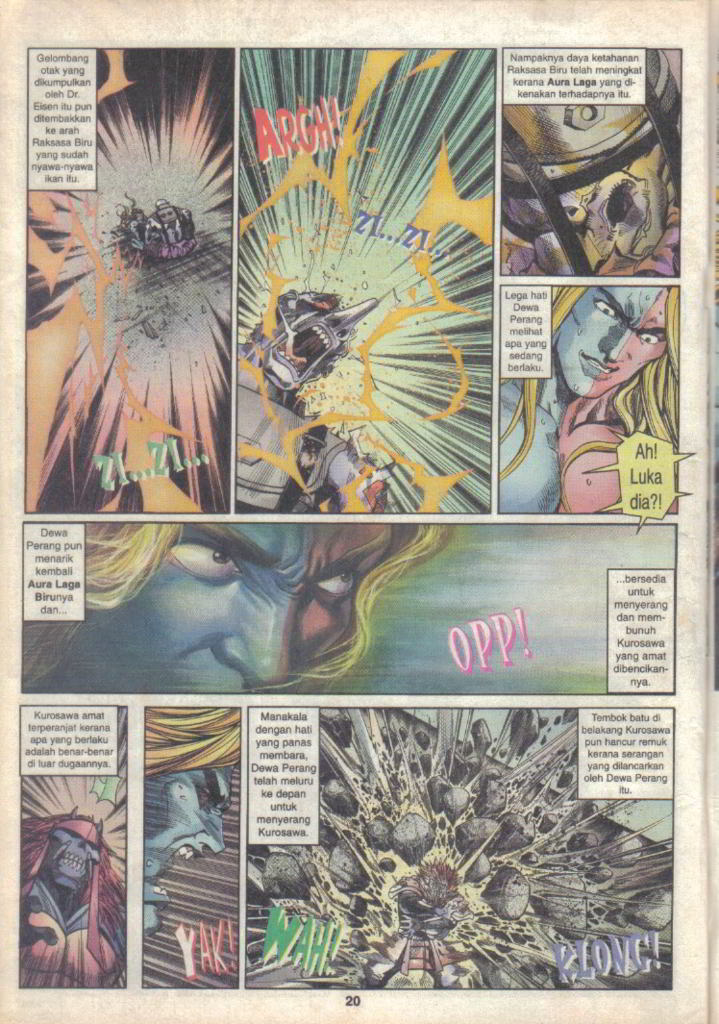 Gelombang
otak yang
dikumpulkan
oleh Dr.
Eisen itu pun
ditembakkan
ke arah
Raksasa Biru
yang sudah
nyawa-nyawa
ikan itu.
ZI...ZI...
ARGH!
ZI...ZI...
Nampaknya daya ketahanan
Raksasa Biru telah meningkat
kerana Aura Laga yang di-
kenakan terhadapnya itu.
Lega hati
Dewa
Perang
melihat
apa yang
sedang
berlaku.
Ah!
Luka
dia?!
Dewa
Perang pun
menarik
kembali
Aura Laga
Birunya
dan...
OPP!
...bersedia
untuk
menyerang
dan mem-
bunuh
Kurosawa
yang amat
dibencikan-
nya.
Kurosawa amat
terperanjat kerana
apa yang berlaku
adalah benar-benar
di luar dugaannya.
YAK!
Manakala
dengan hati
yang panas
membara,
Dewa Perang
telah meluru
ke depan
untuk
menyerang
Kurosawa.
Tembok batu di
belakang Kurosawa
pun hancur remuk
kerana serangan
yang dilancarkan
oleh Dewa Perang
itu.
WAH!
KLONG!
20